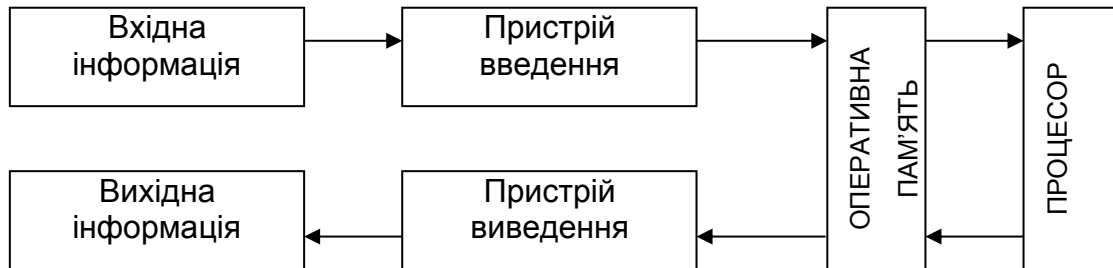 Вхідна
інформація
Пристрій
введення
ОПЕРАТИВНА
ПАМ'ЯТЬ
ПРОЦЕСОР
Вихідна
інформація
Пристрій
виведення